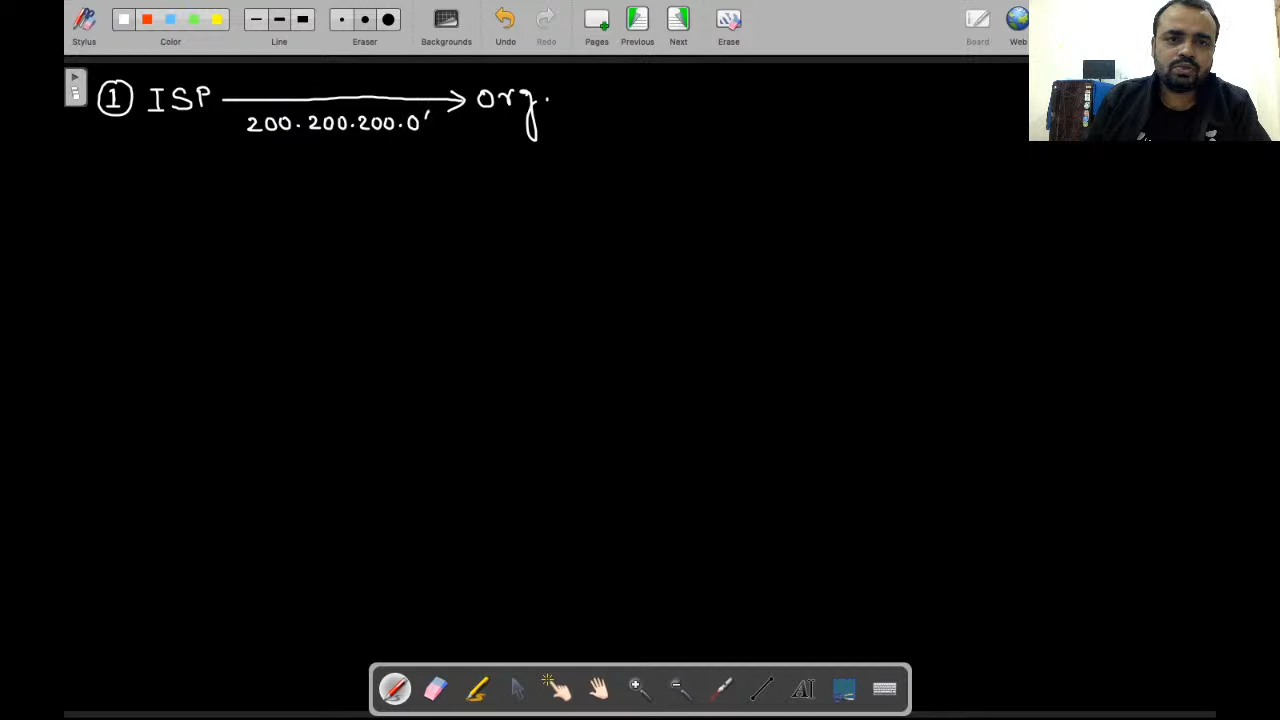 Stylus
Color
Line
Eraser
Backgrounds
Undo
Redo
Pages
Previous
Next
Erase
Board
Web
① ISP → org.
200.200.200.0'
AI